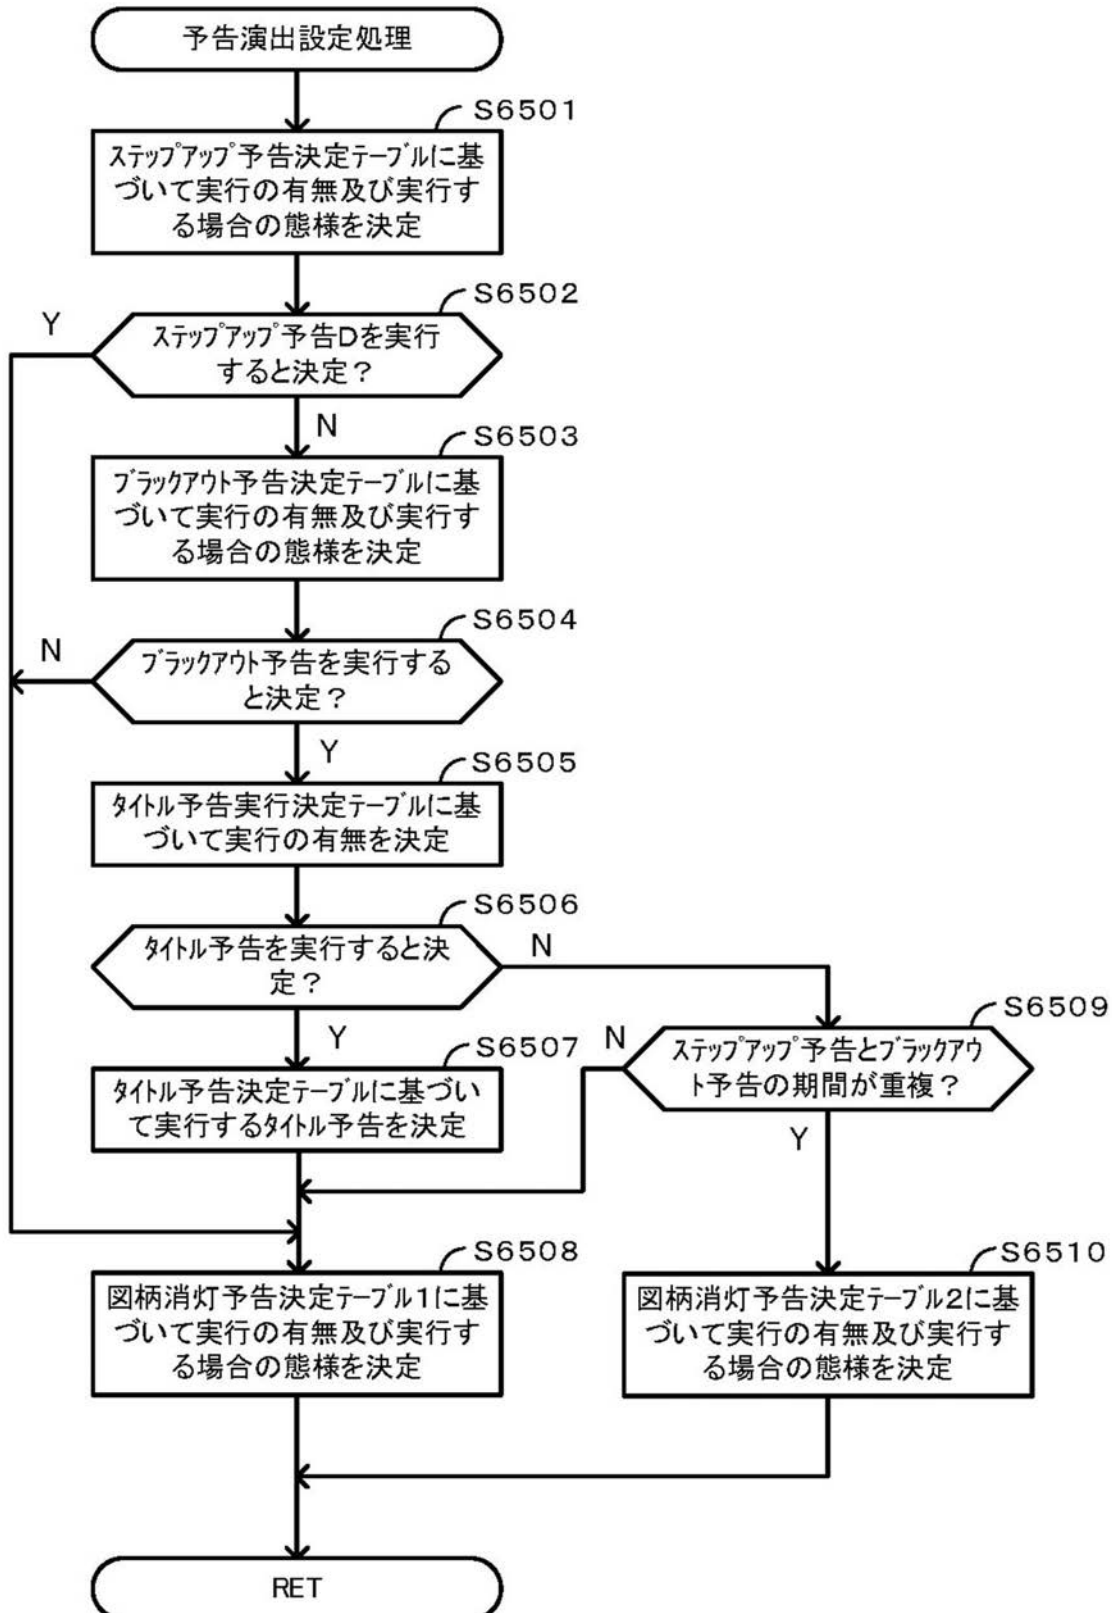 予告演出設定処理
S6501
ステップアップ予告決定テーブルに基
づいて実行の有無及び実行す
る場合の態様を決定
S6502
Y
ステップアップ予告Dを実行
すると決定?
N
S6503
ブラックアウト予告決定テーブルに基
づいて実行の有無及び実行す
る場合の態様を決定
S6504
N
ブラックアウト予告を実行する
と決定?
Y
S6505
タイトル予告実行決定テーブルに基
づいて実行の有無を決定
S6506
タイトル予告を実行すると決
定?
N
Y
S6507
タイトル予告決定テーブルに基づい
て実行するタイトル予告を決定
S6509
N
ステップアップ予告とブラックアウ
ト予告の期間が重複?
Y
S6508
図柄消灯予告決定テーブル1に基
づいて実行の有無及び実行す
る場合の態様を決定
S6510
図柄消灯予告決定テーブル2に基
づいて実行の有無及び実行す
る場合の態様を決定
RET